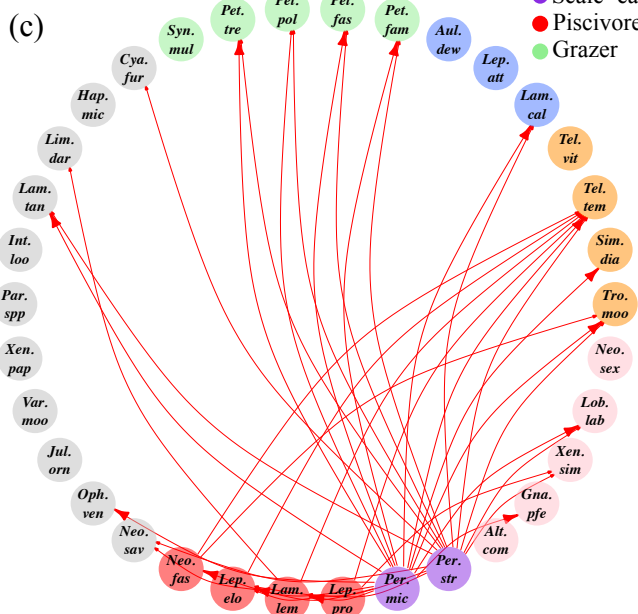 (c)
Piscivore
Grazer
Pet.
pol
Pet.
tre
Pet.
fas
Pet.
fam
Syn.
mul
Aul.
dew
Cya.
fur
Lep.
att
Hap.
mic
Lam.
cal
Lim.
dar
Tel.
vit
Lam.
tan
Tel.
tem
Int.
loo
Sim.
dia
Par.
spp
Tro.
moo
Xen.
pap
Neo.
sex
Var.
moo
Lob.
lab
Jul.
orn
Xen.
sim
Oph.
ven
Gna.
pfe
Neo.
sav
Alt.
com
Neo.
fas
Lep.
elo
Lam.
lem
Lep.
pro
Per.
mic
Per.
str